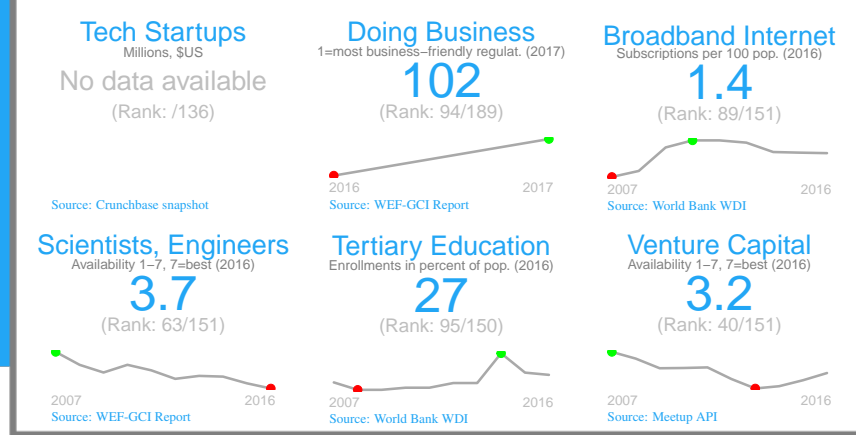 Tech Startups
Millions, $US
No data available
(Rank: /136)
Source: Crunchbase snapshot
Doing Business
1=most business−friendly regulat. (2017)
102
(Rank: 94/189)
2016 2017
Source: WEF-GCI Report
Broadband Internet
Subscriptions per 100 pop. (2016)
1.4
(Rank: 89/151)
2007 2016
Source: World Bank WDI
Scientists, Engineers
Availability 1−7, 7=best (2016)
3.7
(Rank: 63/151)
2007 2016
Source: WEF-GCI Report
Tertiary Education
Enrollments in percent of pop. (2016)
27
(Rank: 95/150)
2007 2016
Source: World Bank WDI
Venture Capital
Availability 1−7, 7=best (2016)
3.2
(Rank: 40/151)
2007 2016
Source: Meetup API